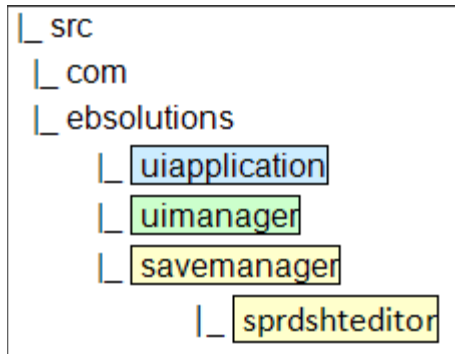 |_ src
|_ com
|_ ebsolutions
|_ uiapplication
|_ uimanager
|_ savemanager
|_ sprdshteditor